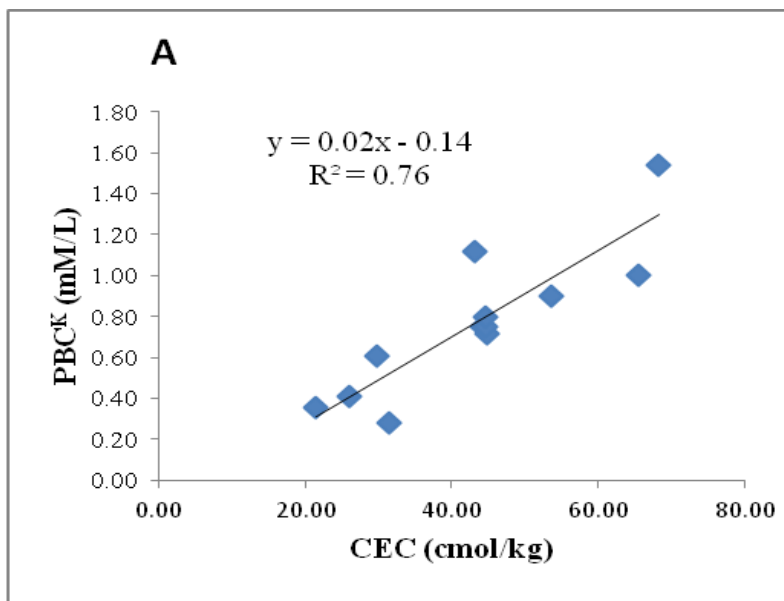 A
y = 0.02x - 0.14
R² = 0.76
1.80
1.60
1.40
1.20
1.00
0.80
0.60
0.40
0.20
0.00
PBCᴷ (mM/L)
0.00 20.00 40.00 60.00 80.00
CEC (cmol/kg)